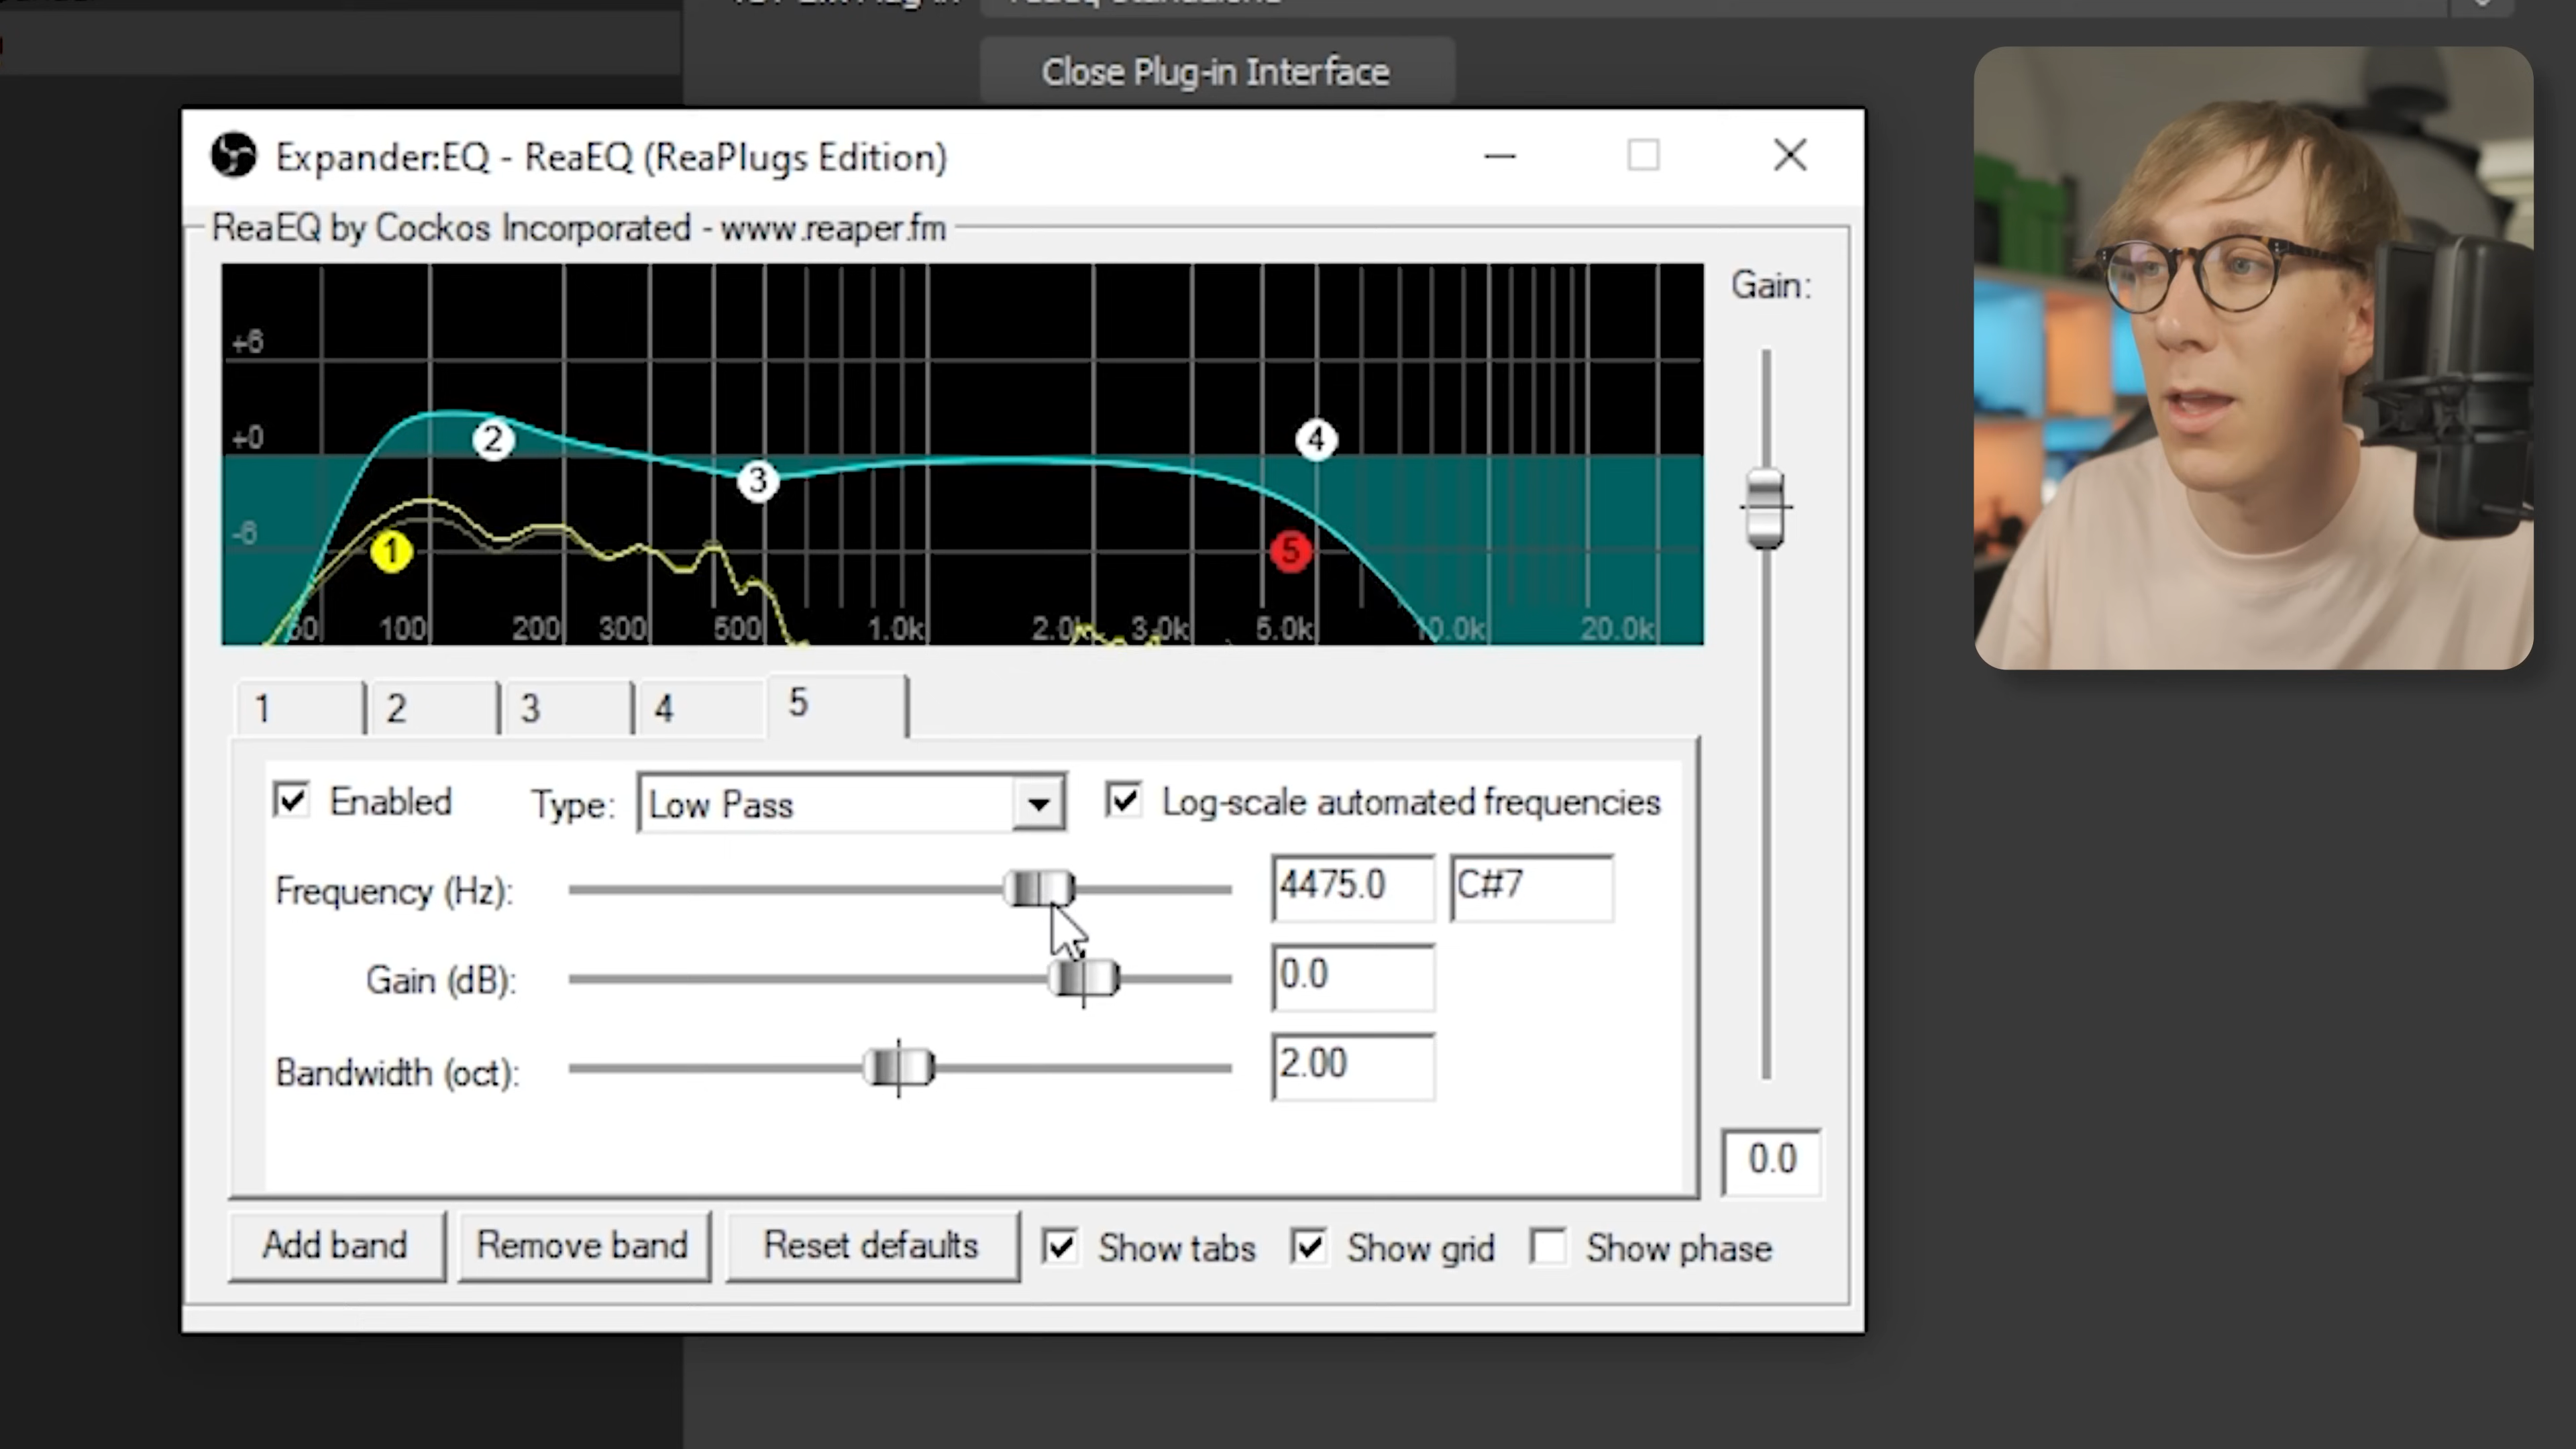 Close Plug-in Interface
Expander:EQ - ReaEQ (ReaPlugs Edition)
ReaEQ by Cockos Incorporated - www.reaper.fm
Gain:
+6
+0
-6
1
2
3
4
5
100
200
300
500
1.0k
2.0k
3.0k
5.0k
10.0k
20.0k
1 2 3 4 5
Enabled Type: Low Pass Log-scale automated frequencies
Frequency (Hz): 4475.0 C#7
Gain (dB): 0.0
Bandwidth (oct): 2.00
0.0
Add band Remove band Reset defaults Show tabs Show grid Show phase